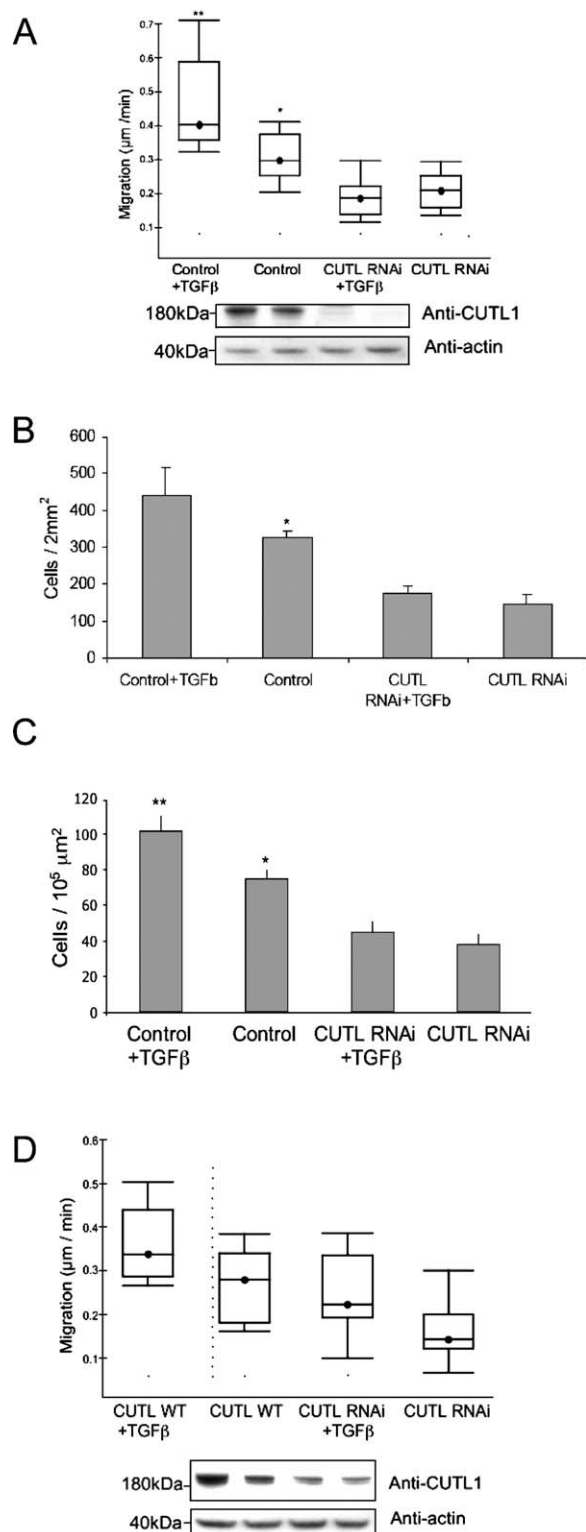 A
**
0.7
0.6
0.5
*
0.4
0.3
0.2
0.1
Migration (µm /min)
Control +TGFβ
Control
CUTL RNAi +TGFβ
CUTL RNAi
180kDa
Anti-CUTL1
40kDa
Anti-actin
B
600
500
400
300
200
100
0
Cells / 2mm²
*
Control+TGFb
Control
CUTL RNAi+TGFb
CUTL RNAi
C
120
100
80
60
40
20
0
Cells / 10⁵ µm²
**
*
Control +TGFβ
Control
CUTL RNAi +TGFβ
CUTL RNAi
D
0.6
0.5
0.4
0.3
0.2
0.1
Migration (µm / min)
CUTL WT +TGFβ
CUTL WT
CUTL RNAi +TGFβ
CUTL RNAi
180kDa
Anti-CUTL1
40kDa
Anti-actin